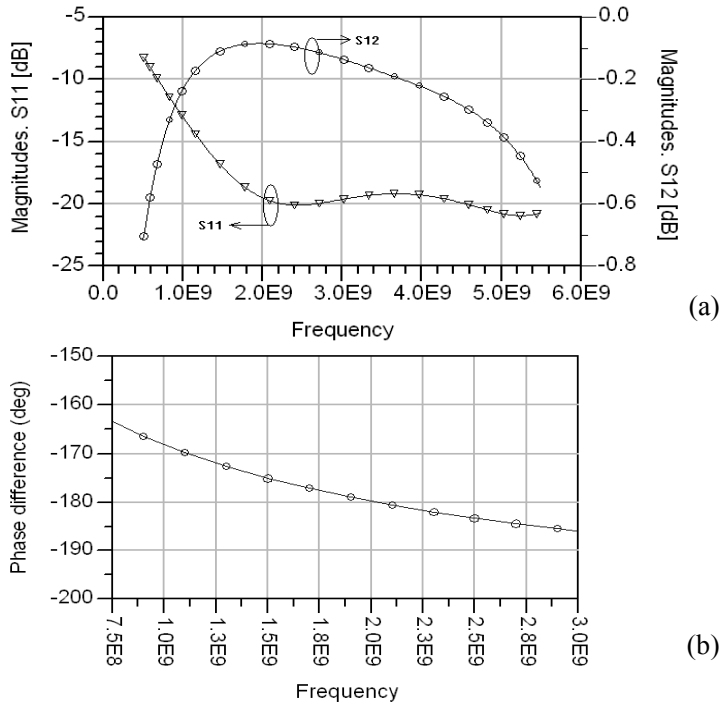 -5
-10
-15
-20
-25
Magnitudes. S11 [dB]
S12
S11
0.0
-0.2
-0.4
-0.6
-0.8
Magnitudes. S12 [dB]
0.0 1.0E9 2.0E9 3.0E9 4.0E9 5.0E9 6.0E9
Frequency
(a)
-150
-160
-170
-180
-190
-200
Phase difference (deg)
7.5E8 1.0E9 1.3E9 1.5E9 1.8E9 2.0E9 2.3E9 2.5E9 2.8E9 3.0E9
Frequency
(b)